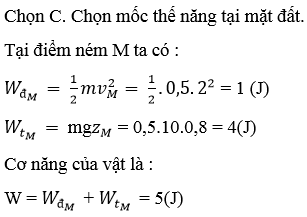 Chọn C. Chọn mốc thế năng tại mặt đất.
Tại điểm ném M ta có :
W_{đ_M} = \frac{1}{2}mv_M^2 = \frac{1}{2}.0,5.2^2 = 1 (J)
W_{t_M} = mgz_M = 0,5.10.0,8 = 4(J)
Cơ năng của vật là :
W = W_{đ_M} + W_{t_M} = 5(J)